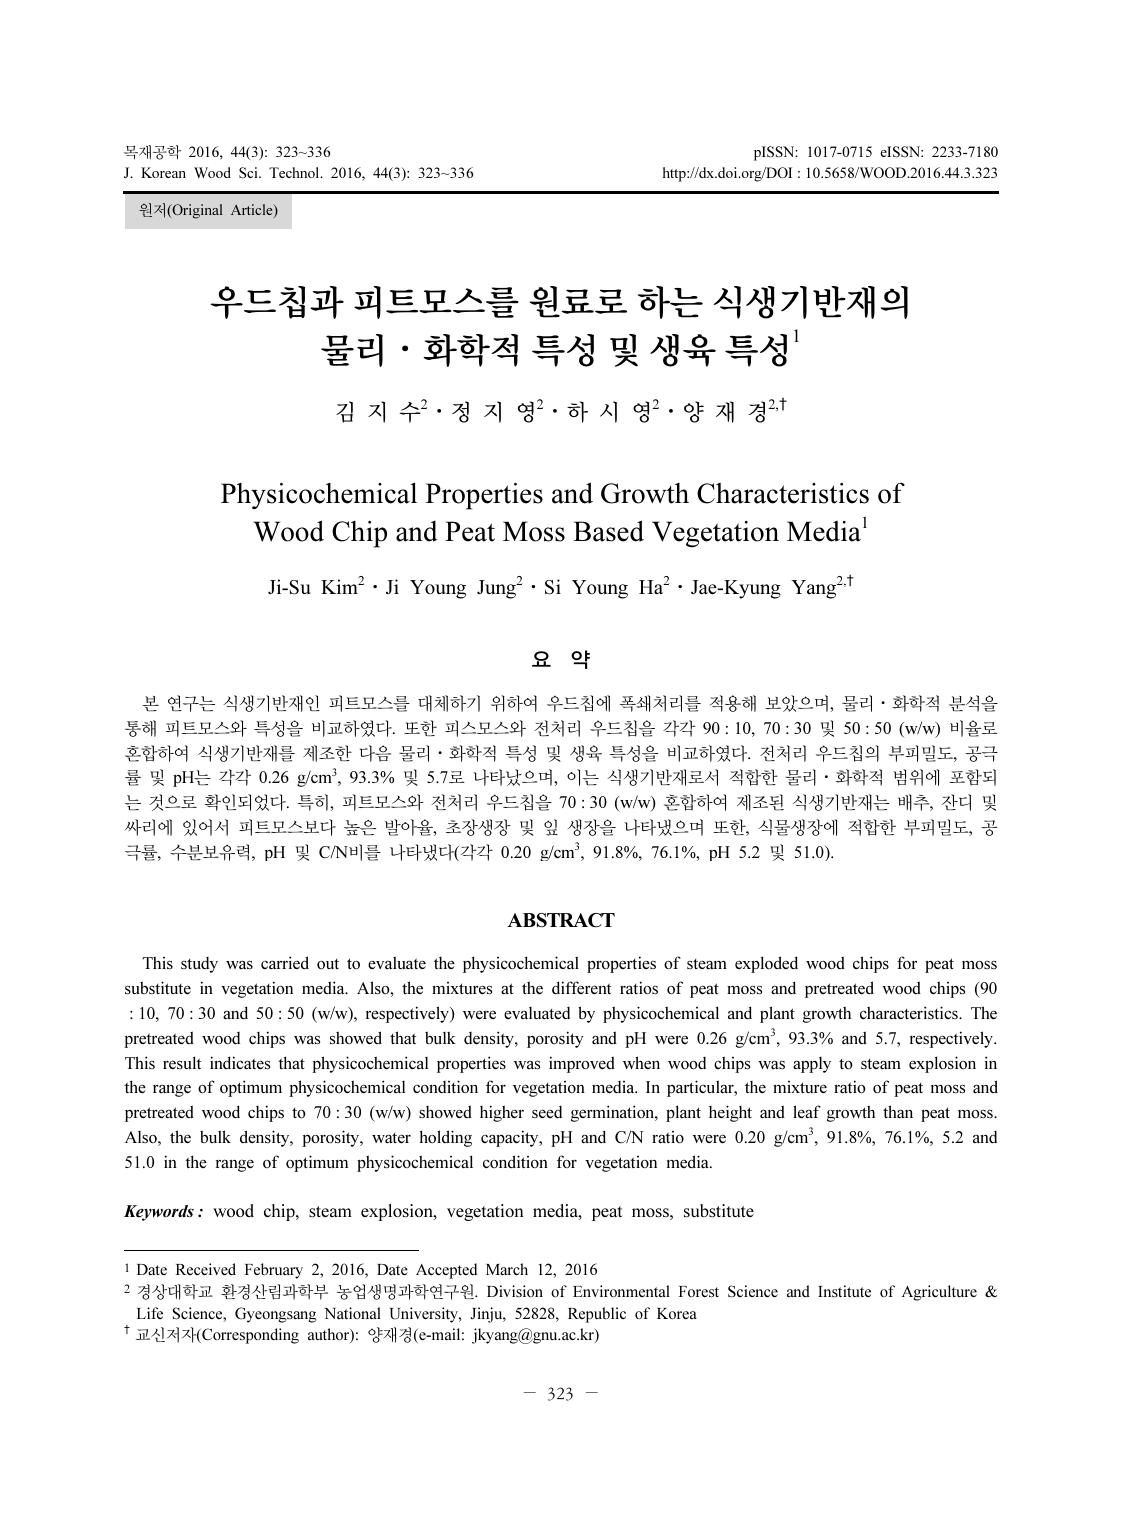 목재공학 2016, 44(3): 323~336
pISSN: 1017-0715 eISSN: 2233-7180
J. Korean Wood Sci. Technol. 2016, 44(3): 323~336
http://dx.doi.org/DOI : 10.5658/WOOD.2016.44.3.323
원저(Original Article)
우드칩과 피트모스를 원료로 하는 식생기반재의
물리・화학적 특성 및 생육 특성1
김 지 수2・정 지 영2・하 시 영2・양 재 경2,†
Physicochemical Properties and Growth Characteristics of
Wood Chip and Peat Moss Based Vegetation Media1
Ji-Su Kim2・Ji Young Jung2・Si Young Ha2・Jae-Kyung Yang2,†
요 약
본 연구는 식생기반재인 피트모스를 대체하기 위하여 우드칩에 폭쇄처리를 적용해 보았으며, 물리・화학적 분석을
통해 피트모스와 특성을 비교하였다. 또한 피스모스와 전처리 우드칩을 각각 90 : 10, 70 : 30 및 50 : 50 (w/w) 비율로
혼합하여 식생기반재를 제조한 다음 물리・화학적 특성 및 생육 특성을 비교하였다. 전처리 우드칩의 부피밀도, 공극
률 및 pH는 각각 0.26 g/cm3, 93.3% 및 5.7로 나타났으며, 이는 식생기반재로서 적합한 물리・화학적 범위에 포함되
는 것으로 확인되었다. 특히, 피트모스와 전처리 우드칩을 70 : 30 (w/w) 혼합하여 제조된 식생기반재는 배추, 잔디 및
싸리에 있어서 피트모스보다 높은 발아율, 초장생장 및 잎 생장을 나타냈으며 또한, 식물생장에 적합한 부피밀도, 공
극률, 수분보유력, pH 및 C/N비를 나타냈다(각각 0.20 g/cm3, 91.8%, 76.1%, pH 5.2 및 51.0).
ABSTRACT
This study was carried out to evaluate the physicochemical properties of steam exploded wood chips for peat moss
substitute in vegetation media. Also, the mixtures at the different ratios of peat moss and pretreated wood chips (90
: 10, 70 : 30 and 50 : 50 (w/w), respectively) were evaluated by physicochemical and plant growth characteristics. The
pretreated wood chips was showed that bulk density, porosity and pH were 0.26 g/cm3, 93.3% and 5.7, respectively.
This result indicates that physicochemical properties was improved when wood chips was apply to steam explosion in
the range of optimum physicochemical condition for vegetation media. In particular, the mixture ratio of peat moss and
pretreated wood chips to 70 : 30 (w/w) showed higher seed germination, plant height and leaf growth than peat moss.
Also, the bulk density, porosity, water holding capacity, pH and C/N ratio were 0.20 g/cm3, 91.8%, 76.1%, 5.2 and
51.0 in the range of optimum physicochemical condition for vegetation media.
Keywords : wood chip, steam explosion, vegetation media, peat moss, substitute
1 Date Received February 2, 2016, Date Accepted March 12, 2016
2 경상대학교 환경산림과학부 농업생명과학연구원. Division of Environmental Forest Science and Institute of Agriculture &
Life Science, Gyeongsang National University, Jinju, 52828, Republic of Korea
† 교신저자(Corresponding author): 양재경(e-mail: jkyang@gnu.ac.kr)
– 323 –